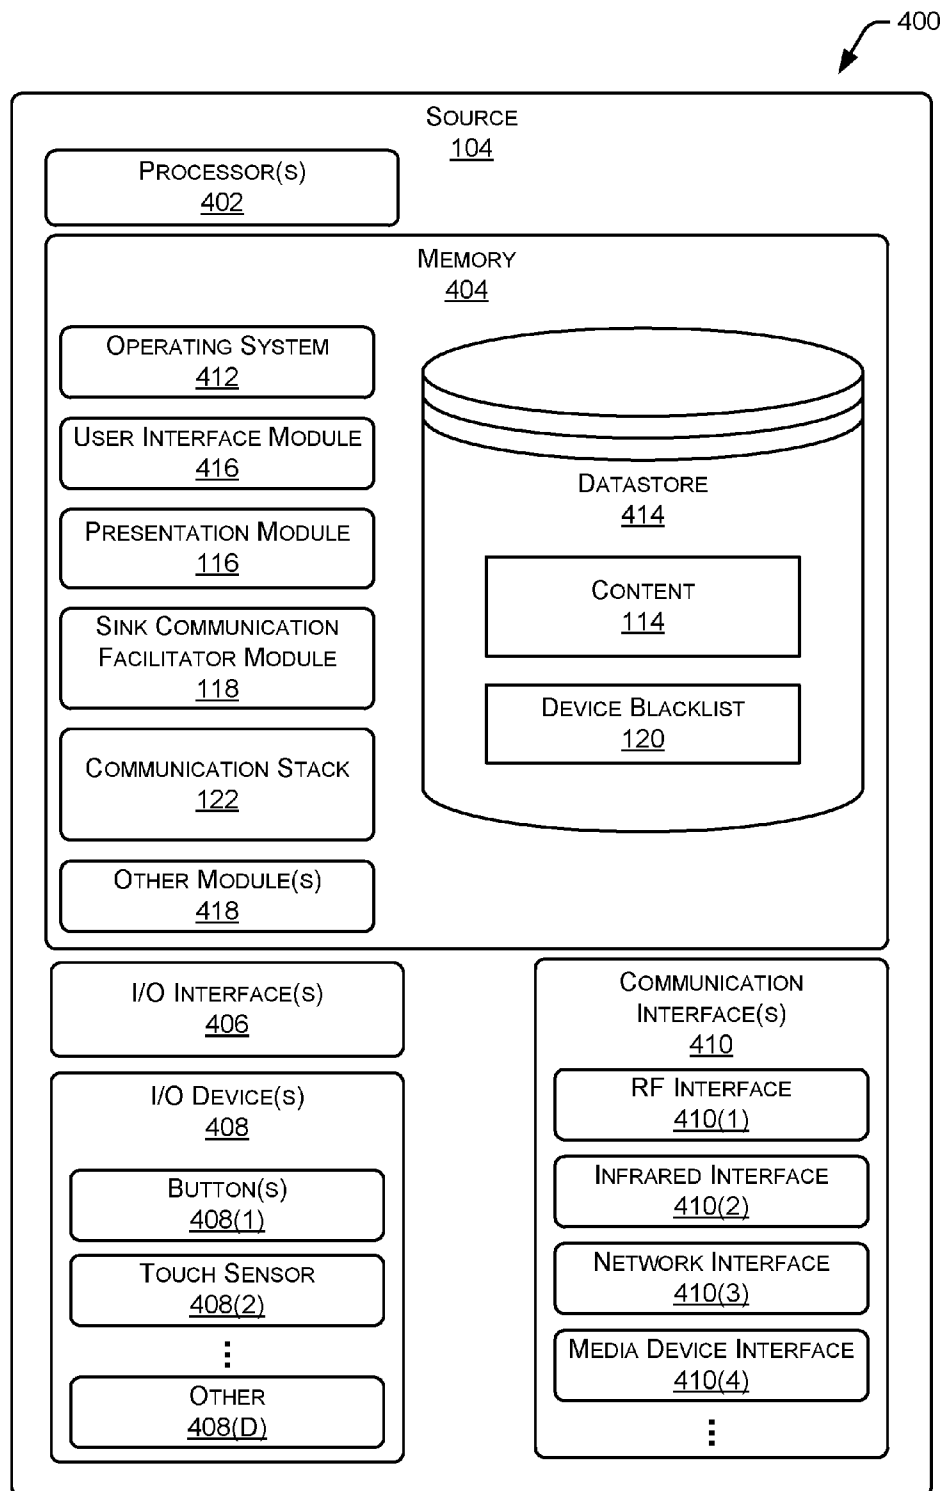 400
SOURCE
104
PROCESSOR(S)
402
MEMORY
404
OPERATING SYSTEM
412
USER INTERFACE MODULE
416
PRESENTATION MODULE
116
SINK COMMUNICATION
FACILITATOR MODULE
118
COMMUNICATION STACK
122
OTHER MODULE(S)
418
DATASTORE
414
CONTENT
114
DEVICE BLACKLIST
120
I/O INTERFACE(S)
406
I/O DEVICE(S)
408
BUTTON(S)
408(1)
TOUCH SENSOR
408(2)
OTHER
408(D)
COMMUNICATION
INTERFACE(S)
410
RF INTERFACE
410(1)
INFRARED INTERFACE
410(2)
NETWORK INTERFACE
410(3)
MEDIA DEVICE INTERFACE
410(4)